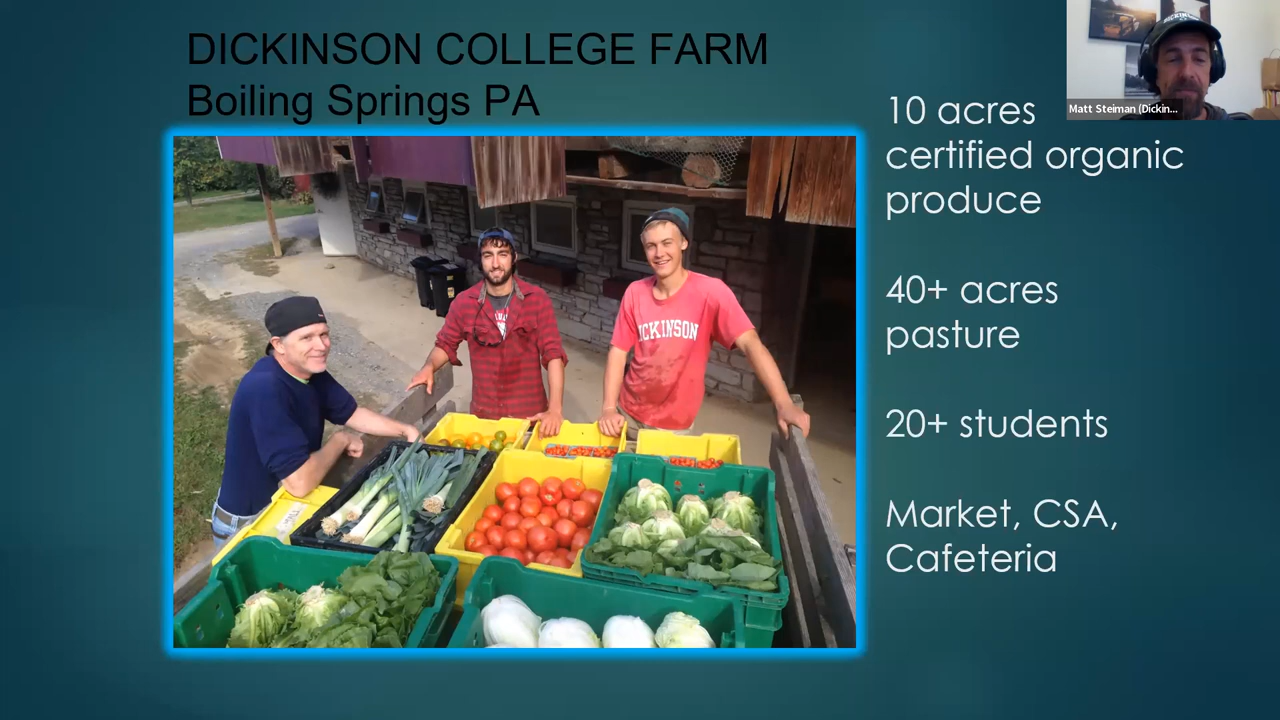 DICKINSON COLLEGE FARM
Boiling Springs PA
Matt Steiman (Dickin...
10 acres
certified organic
produce
40+ acres
pasture
20+ students
Market, CSA,
Cafeteria
DICKINSON